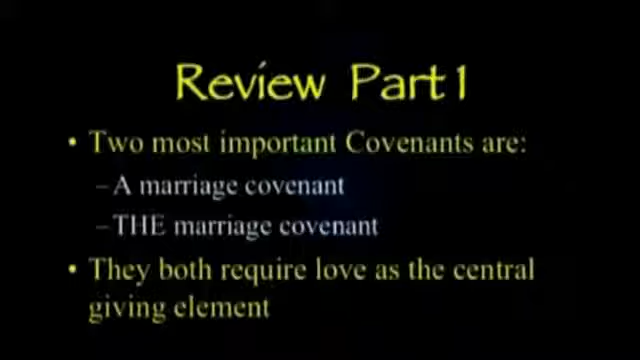 Review Part 1
• Two most important Covenants are:
– A marriage covenant
– THE marriage covenant
• They both require love as the central
giving element